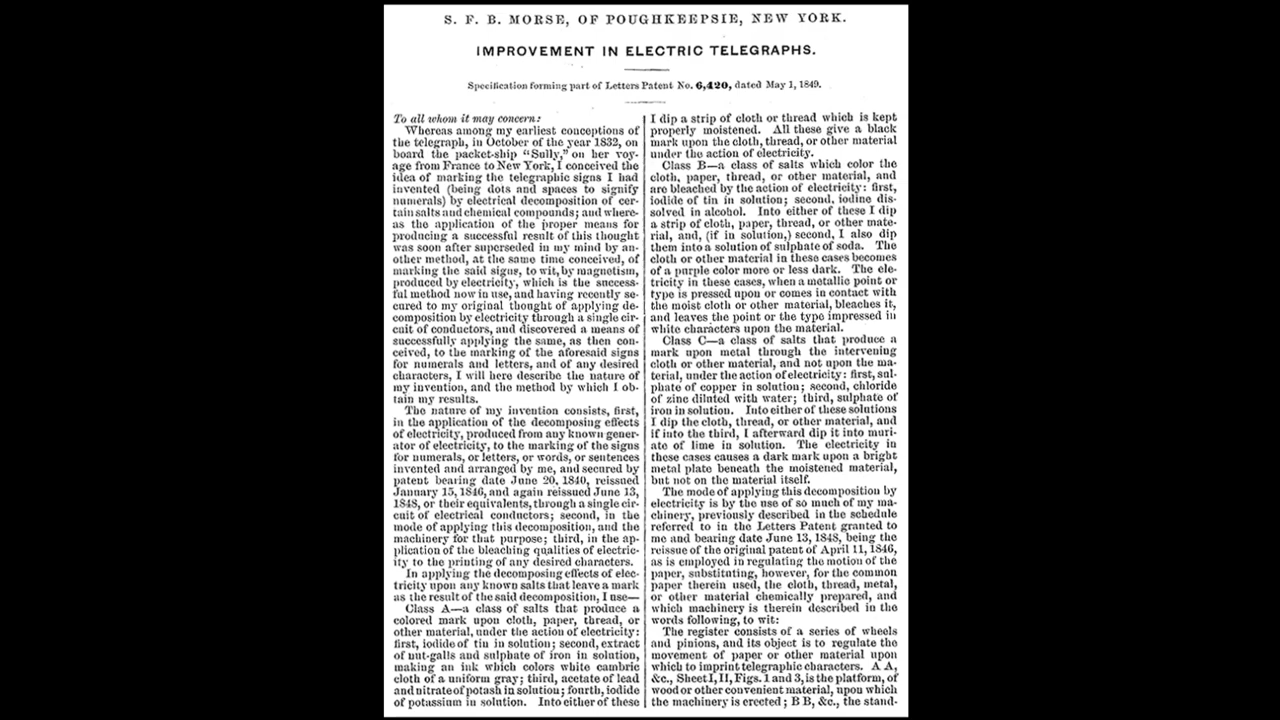 S. F. B. MORSE, OF POUGHKEEPSIE, NEW YORK.
IMPROVEMENT IN ELECTRIC TELEGRAPHS.
Specification forming part of Letters Patent No. 6,420, dated May 1, 1849.
To all whom it may concern:
Whereas among my earliest conceptions of
the telegraph, in October of the year 1832, on
board the packet-ship "Sully," on her voy-
age from France to New York, I conceived the
idea of marking the telegraphic signs I had
invented (being dots and spaces to signify
numerals) by electrical decomposition of cer-
tain salts and chemical compounds; and where-
as the application of the proper means for
producing a successful result of this thought
was soon after superseded in my mind by an-
other method, at the same time conceived, of
marking the said signs, to wit, by magnetism,
produced by electricity, which is the success-
ful method now in use, and having recently se-
cured to my original thought of applying de-
composition by electricity through a single cir-
cuit of conductors, and discovered a means of
successfully applying the same, as then con-
ceived, to the marking of the aforesaid signs
for numerals and letters, and of any desired
characters, I will here describe the nature of
my invention, and the method by which I ob-
tain my results.
The nature of my invention consists, first,
in the application of the decomposing effects
of electricity, produced from any known gener-
ator of electricity, to the marking of the signs
for numerals, or letters, or words, or sentences
invented and arranged by me, and secured by
patent bearing date June 20, 1840, reissued
January 15, 1846, and again reissued June 13,
1848, or their equivalents, through a single cir-
cuit of electrical conductors; second, in the
mode of applying this decomposition, and the
machinery for that purpose; third, in the ap-
plication of the bleaching qualities of electric-
ity to the printing of any desired characters.
In applying the decomposing effects of elec-
tricity upon any known salts that leave a mark
as the result of the said decomposition, I use—
Class A—a class of salts that produce a
colored mark upon cloth, paper, thread, or
other material, under the action of electricity:
first, iodide of tin in solution; second, extract
of nut-galls and sulphate of iron in solution,
making an ink which colors white cambric
cloth of a uniform gray; third, acetate of lead
and nitrate of potash in solution; fourth, iodide
of potassium in solution. Into either of these
I dip a strip of cloth or thread which is kept
properly moistened. All these give a black
mark upon the cloth, thread, or other material
under the action of electricity.
Class B—a class of salts which color the
cloth, paper, thread, or other material, and
are bleached by the action of electricity: first,
iodide of tin in solution; second, iodine dis-
solved in alcohol. Into either of these I dip
a strip of cloth, paper, thread, or other mate-
rial, and, (if in solution,) second, I also dip
them into a solution of sulphate of soda. The
cloth or other material in these cases becomes
of a purple color more or less dark. The ele-
tricity in these cases, when a metallic point or
type is pressed upon or comes in contact with
the moist cloth or other material, bleaches it,
and leaves the point or the type impressed in
white characters upon the material.
Class C—a class of salts that produce a
mark upon metal through the intervening
cloth or other material, and not upon the ma-
terial, under the action of electricity: first, sul-
phate of copper in solution; second, chloride
of zinc diluted with water; third, sulphate of
iron in solution. Into either of these solutions
I dip the cloth, thread, or other material, and
if into the third, I afterward dip it into muri-
ate of lime in solution. The electricity in
these cases causes a dark mark upon a bright
metal plate beneath the moistened material,
but not on the material itself.
The mode of applying this decomposition by
electricity is by the use of so much of my ma-
chinery, previously described in the schedule
referred to in the Letters Patent granted to
me and bearing date June 13, 1848, being the
reissue of the original patent of April 11, 1846,
as is employed in regulating the motion of the
paper, substituting, however, for the common
paper therein used, the cloth, thread, metal,
or other material chemically prepared, and
which machinery is therein described in the
words following, to wit:
The register consists of a series of wheels
and pinions, and its object is to regulate the
movement of paper or other material upon
which to imprint telegraphic characters. A A,
&c., Sheet I, II, Figs. 1 and 3, is the platform, of
wood or other convenient material, upon which
the machinery is erected; B B, &c., the stand-